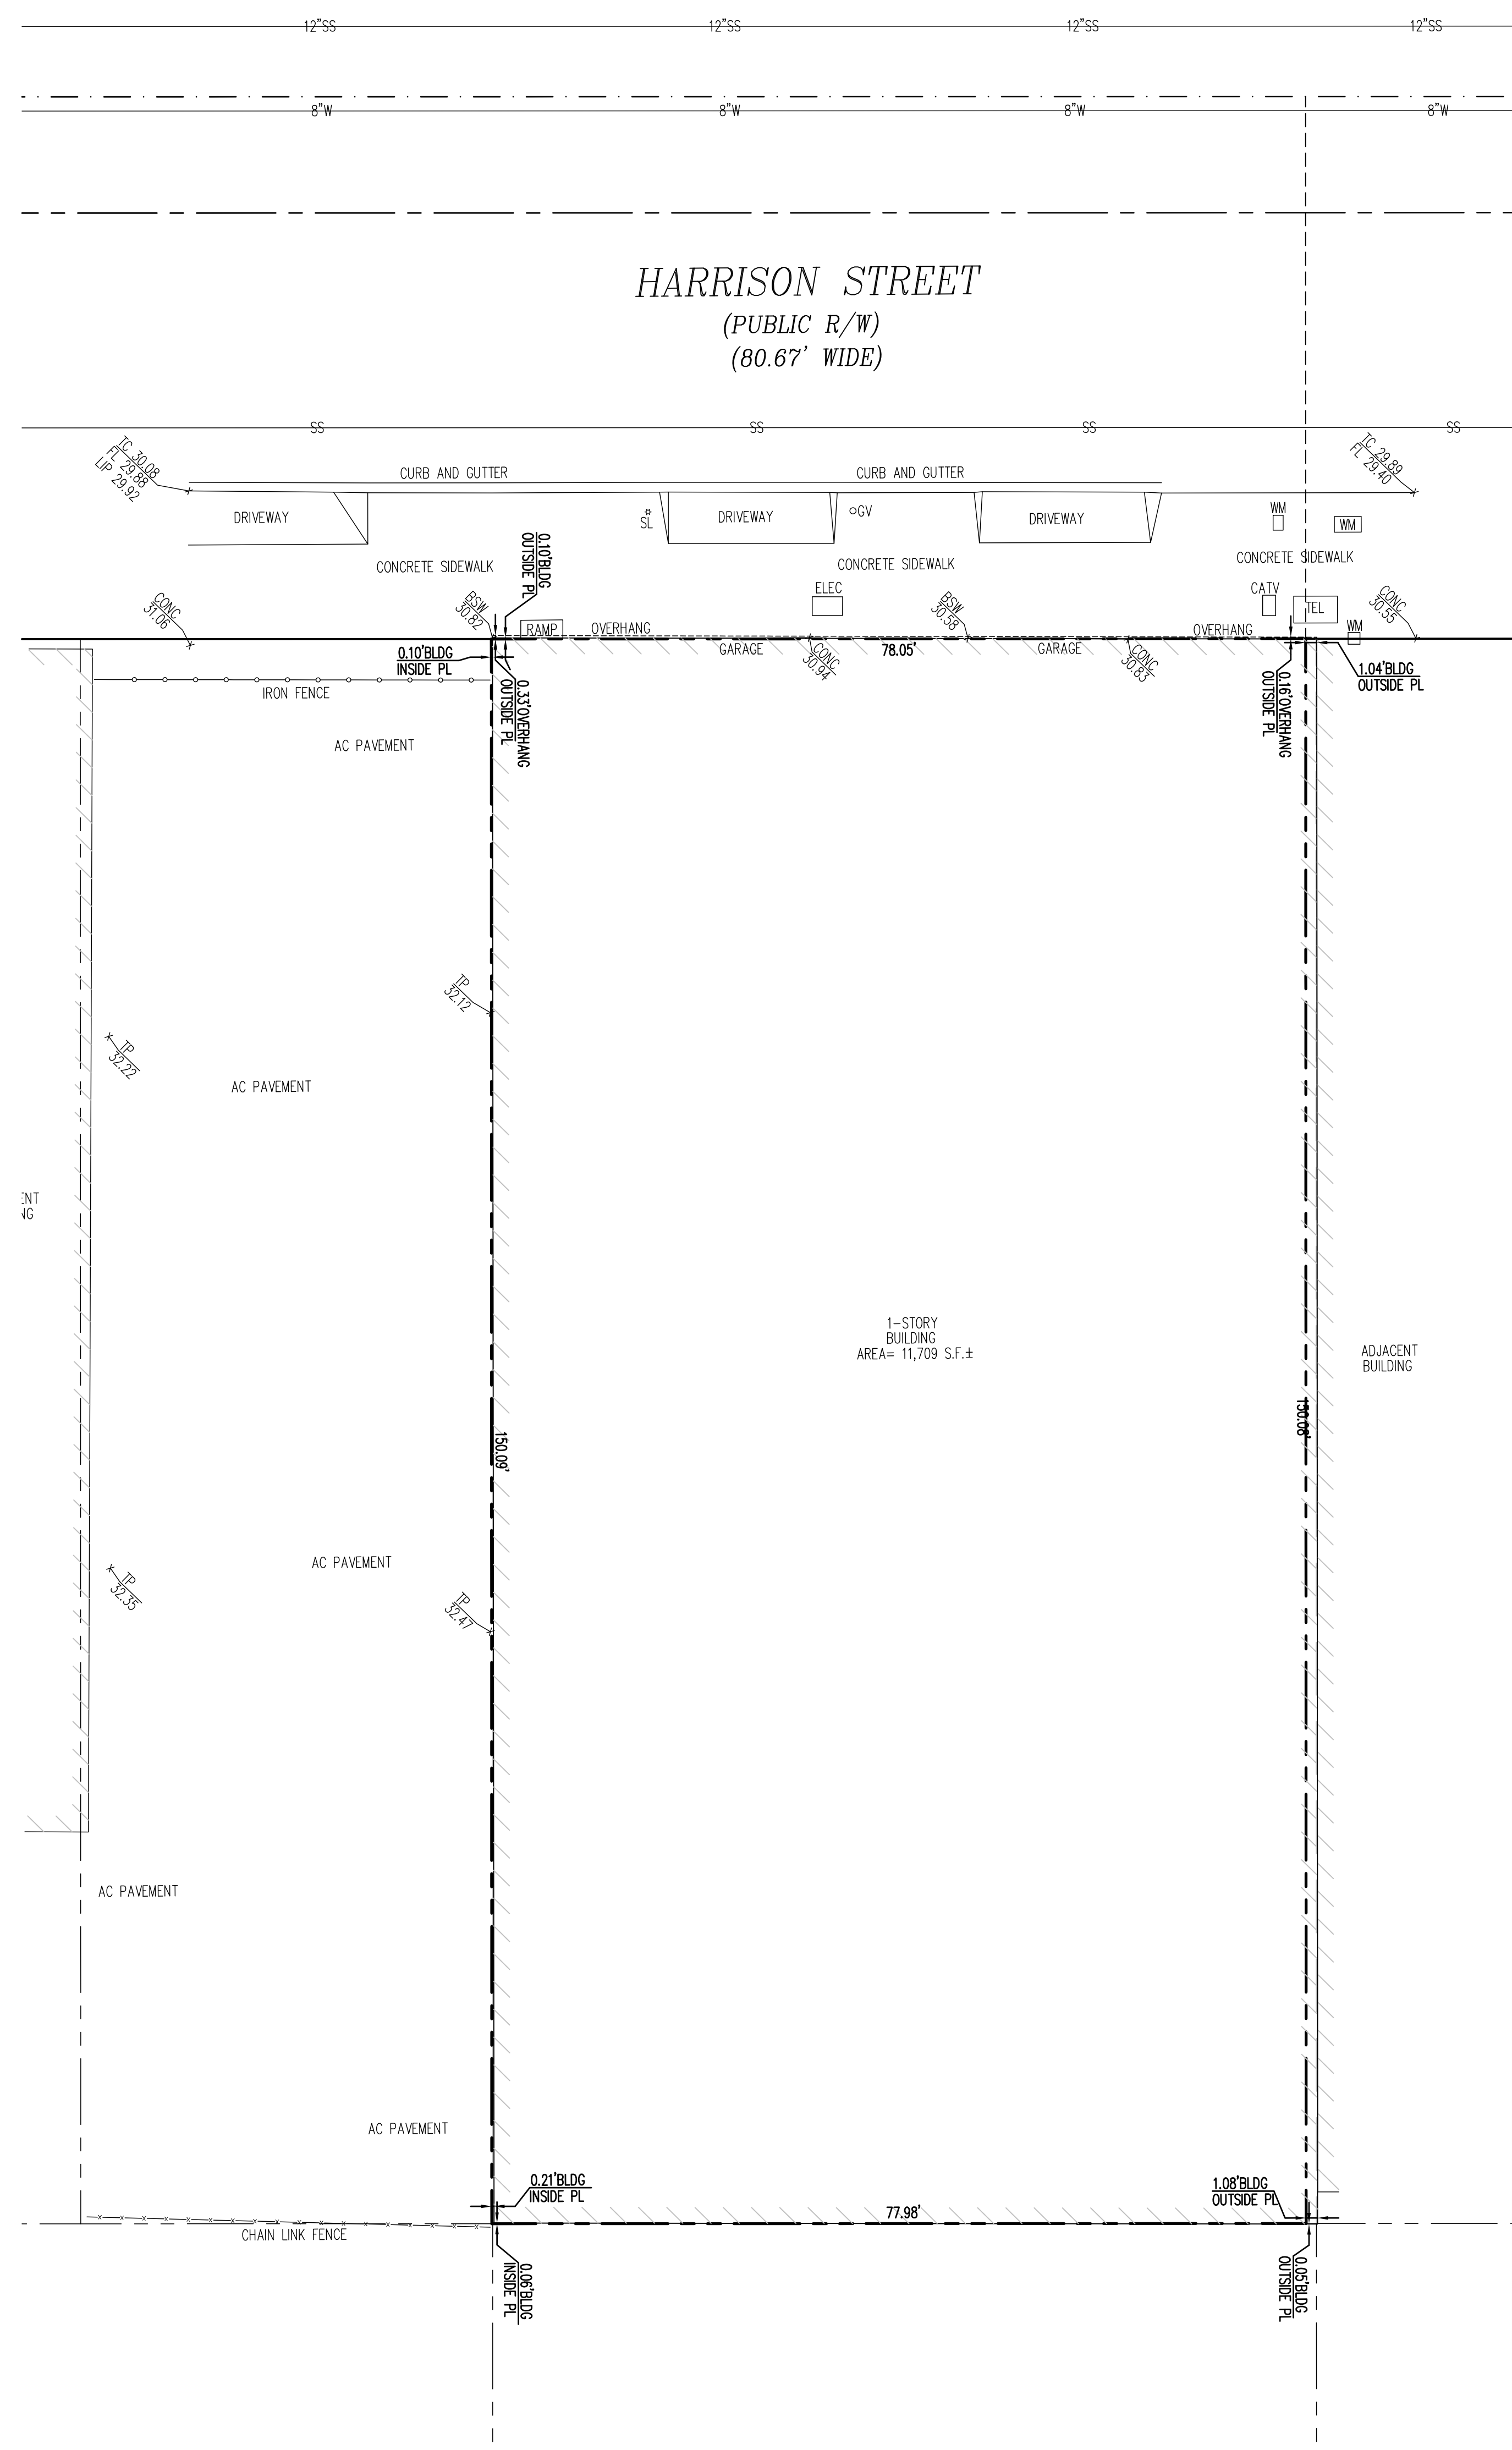 12"SS
12"SS
12"SS
12"SS
8"W
8"W
8"W
8"W
HARRISON STREET
(PUBLIC R/W)
(80.67' WIDE)
SS
SS
SS
SS
TC 30.08
FL 29.88
LIP 29.92
CURB AND GUTTER
CURB AND GUTTER
TC 29.89
FL 29.40
DRIVEWAY
SL
DRIVEWAY
GV
DRIVEWAY
WM
WM
CONCRETE SIDEWALK
0.10'BLDG
OUTSIDE PL
CONCRETE SIDEWALK
CONCRETE SIDEWALK
CONC
31.06
BSW
30.82
RAMP
OVERHANG
ELEC
BSW
30.58
OVERHANG
CATV
TEL
WM
CONC
30.55
0.10'BLDG
INSIDE PL
GARAGE
CONC
30.94
78.05'
GARAGE
CONC
30.83
1.04'BLDG
OUTSIDE PL
IRON FENCE
0.33'OVERHANG
OUTSIDE PL
0.16'OVERHANG
OUTSIDE PL
AC PAVEMENT
TP
32.12
TP
32.22
AC PAVEMENT
ENT
NG
1-STORY
BUILDING
AREA= 11,709 S.F.±
ADJACENT
BUILDING
150.09'
150.08'
AC PAVEMENT
TP
32.35
TP
32.47
AC PAVEMENT
AC PAVEMENT
0.21'BLDG
INSIDE PL
77.98'
1.08'BLDG
OUTSIDE PL
CHAIN LINK FENCE
0.06'BLDG
INSIDE PL
0.05'BLDG
OUTSIDE PL